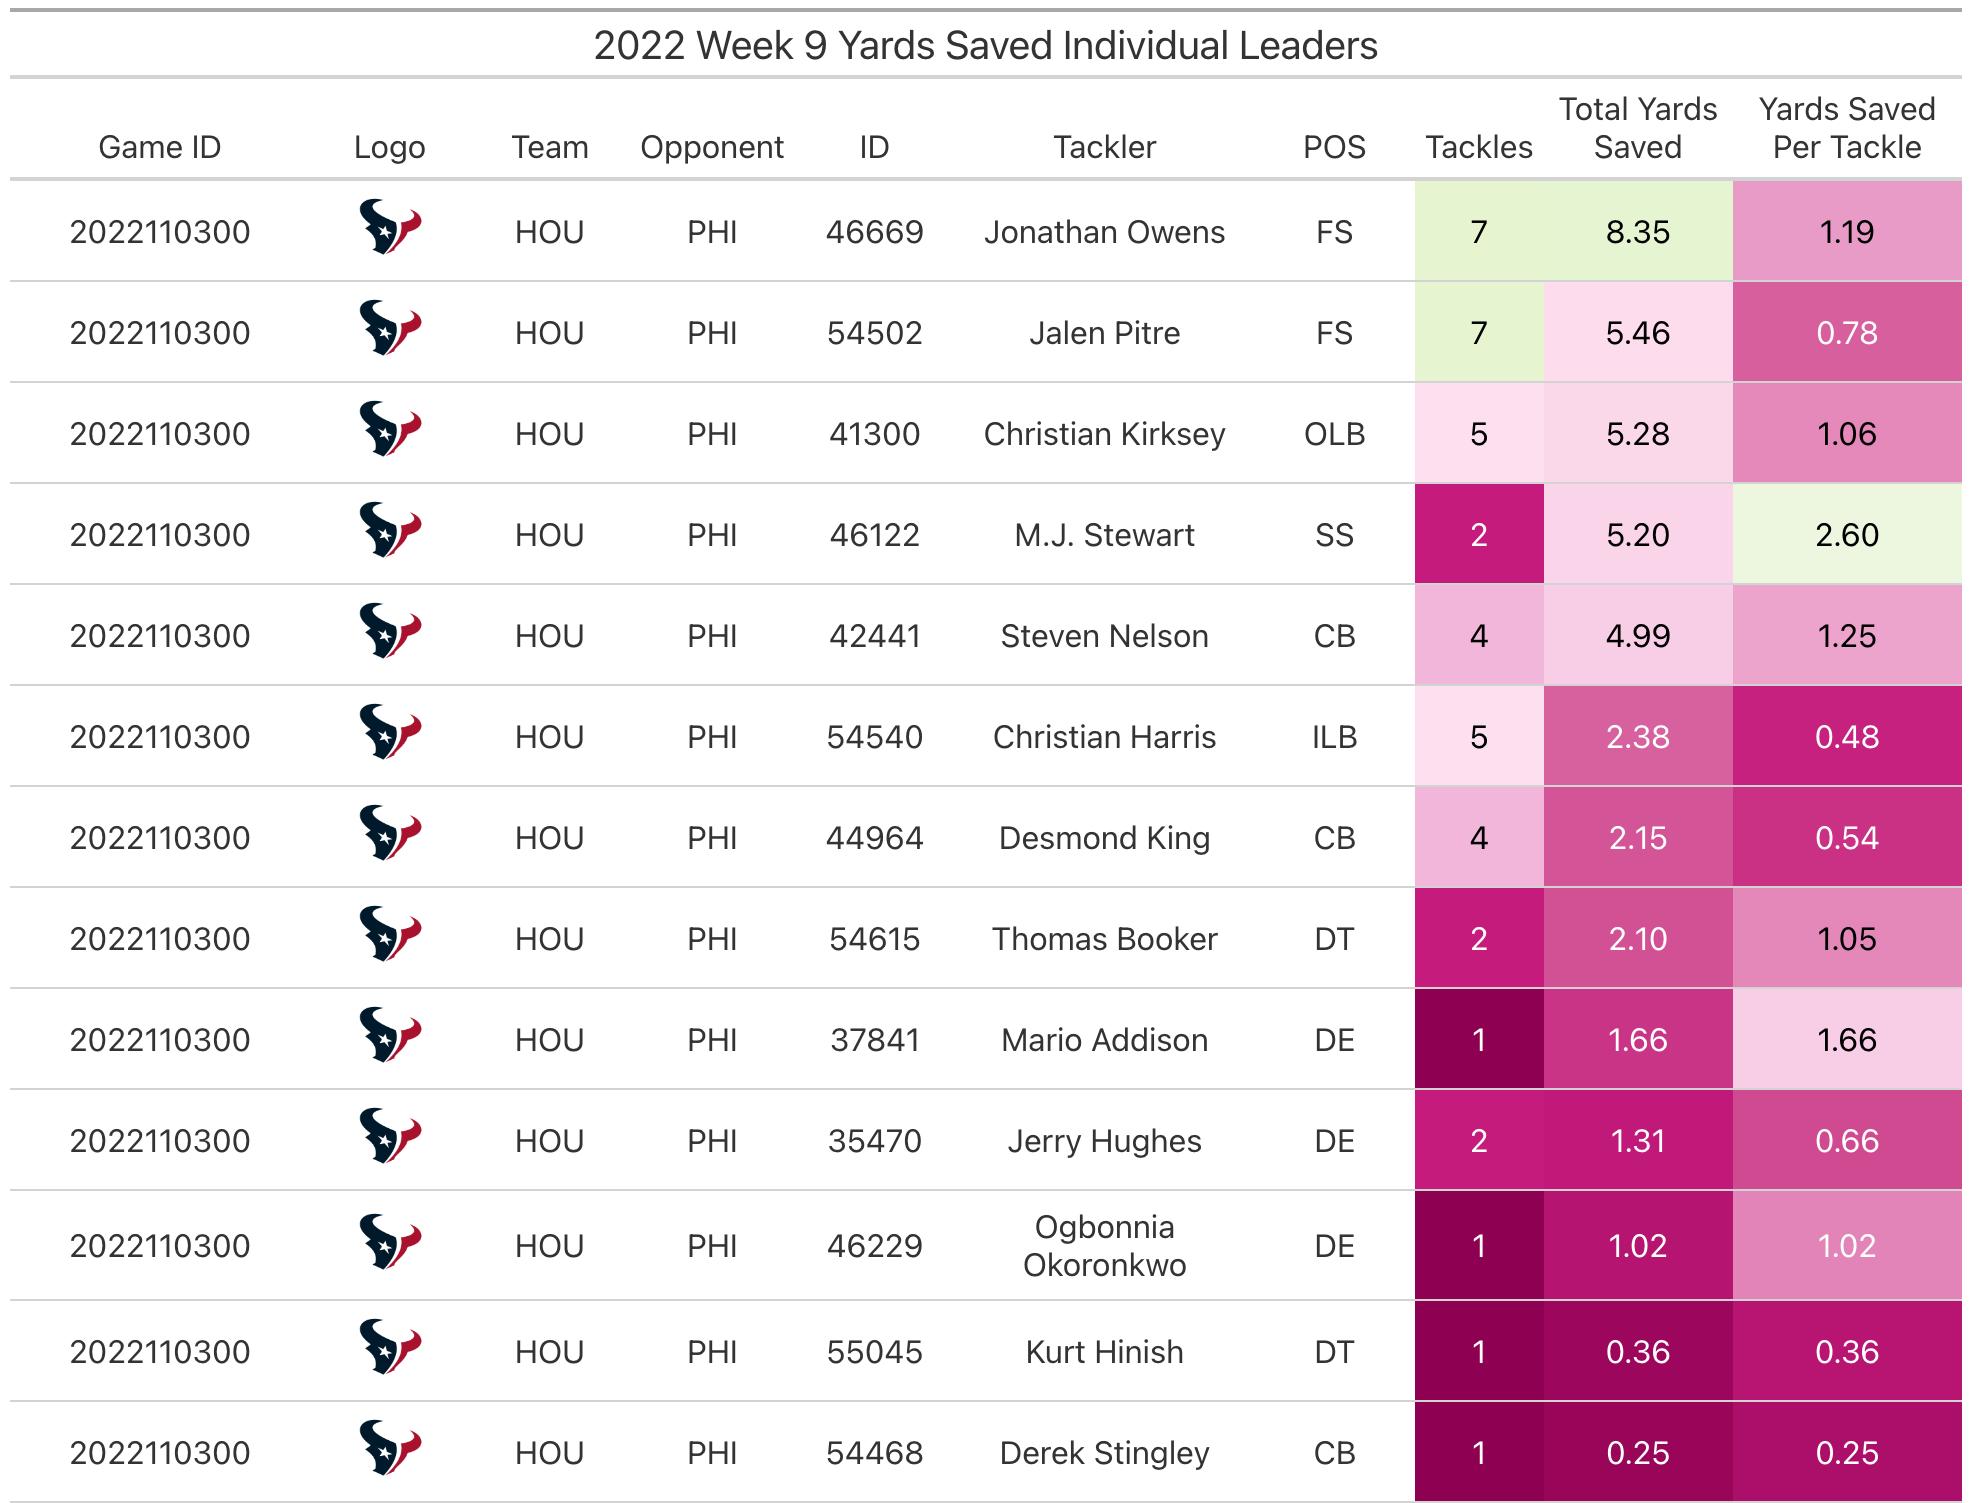 2022 Week 9 Yards Saved Individual Leaders
Game ID Logo Team Opponent ID Tackler POS Tackles Total Yards Saved Yards Saved Per Tackle
2022110300 HOU PHI 46669 Jonathan Owens FS 7 8.35 1.19
2022110300 HOU PHI 54502 Jalen Pitre FS 7 5.46 0.78
2022110300 HOU PHI 41300 Christian Kirksey OLB 5 5.28 1.06
2022110300 HOU PHI 46122 M.J. Stewart SS 2 5.20 2.60
2022110300 HOU PHI 42441 Steven Nelson CB 4 4.99 1.25
2022110300 HOU PHI 54540 Christian Harris ILB 5 2.38 0.48
2022110300 HOU PHI 44964 Desmond King CB 4 2.15 0.54
2022110300 HOU PHI 54615 Thomas Booker DT 2 2.10 1.05
2022110300 HOU PHI 37841 Mario Addison DE 1 1.66 1.66
2022110300 HOU PHI 35470 Jerry Hughes DE 2 1.31 0.66
2022110300 HOU PHI 46229 Ogbonnia Okoronkwo DE 1 1.02 1.02
2022110300 HOU PHI 55045 Kurt Hinish DT 1 0.36 0.36
2022110300 HOU PHI 54468 Derek Stingley CB 1 0.25 0.25